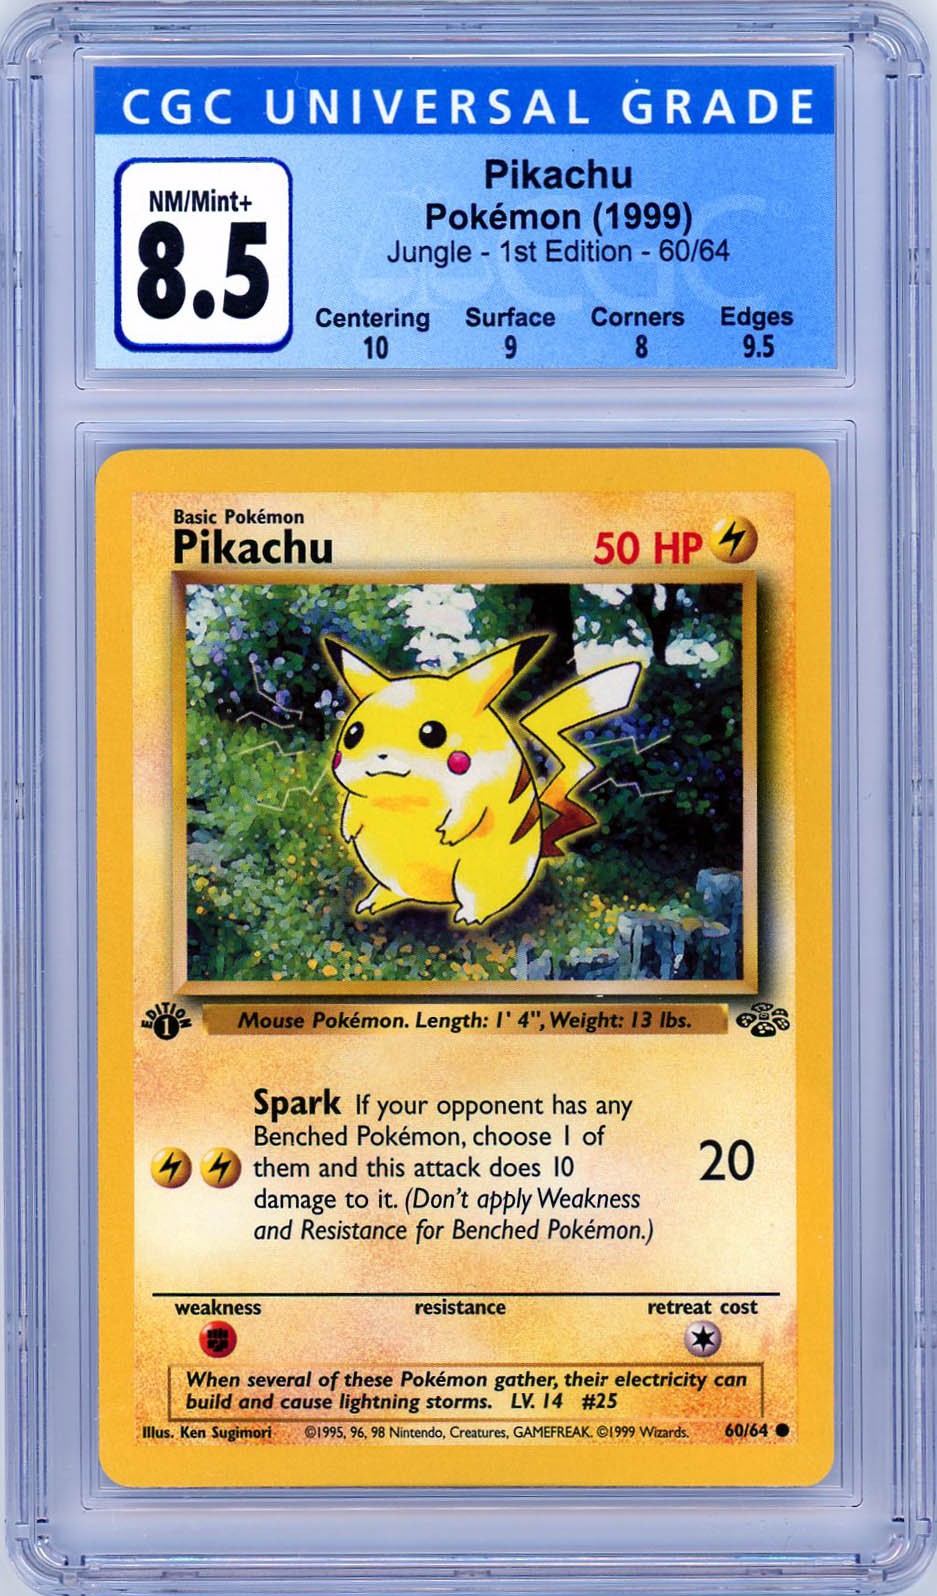 CGC UNIVERSAL GRADE
NM/Mint+
8.5
Pikachu
Pokémon (1999)
Jungle - 1st Edition - 60/64
Centering Surface Corners Edges
10 9 8 9.5
CGC®
Basic Pokémon
Pikachu 50 HP
EDITION
1
Mouse Pokémon. Length: 1' 4", Weight: 13 lbs.
Spark If your opponent has any
Benched Pokémon, choose 1 of
them and this attack does 10
damage to it. (Don't apply Weakness
and Resistance for Benched Pokémon.)
20
weakness resistance retreat cost
When several of these Pokémon gather, their electricity can
build and cause lightning storms. LV. 14 #25
Illus. Ken Sugimori ©1995, 96, 98 Nintendo, Creatures, GAMEFREAK. ©1999 Wizards. 60/64